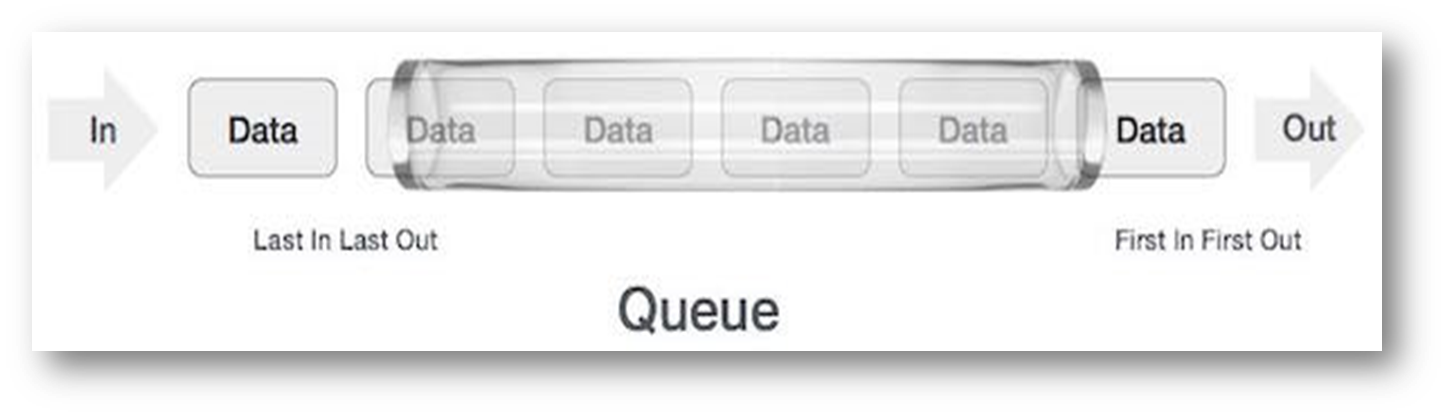 In Data Data Data Data Data Data Out
Last In Last Out First In First Out
Queue